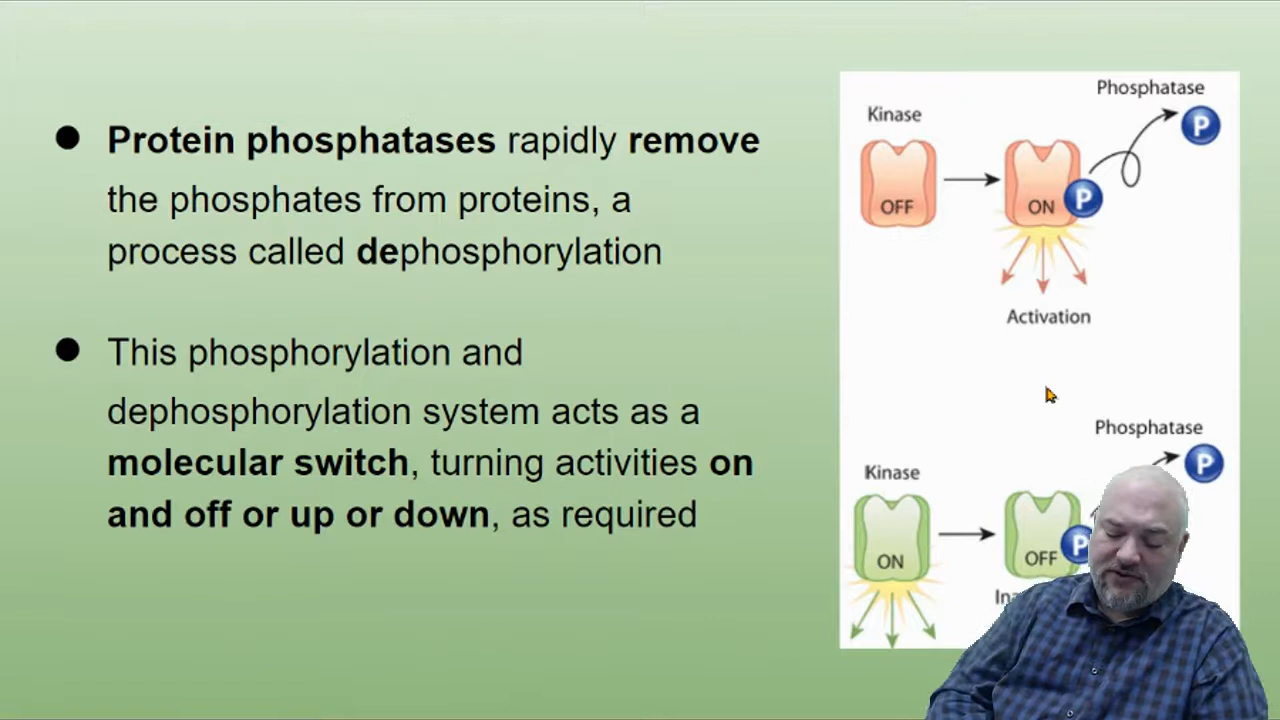 Protein phosphatases rapidly remove
the phosphates from proteins, a
process called dephosphorylation
This phosphorylation and
dephosphorylation system acts as a
molecular switch, turning activities on
and off or up or down, as required
Phosphatase
Kinase
P
OFF
ON
P
Activation
Phosphatase
Kinase
P
ON
OFF
P